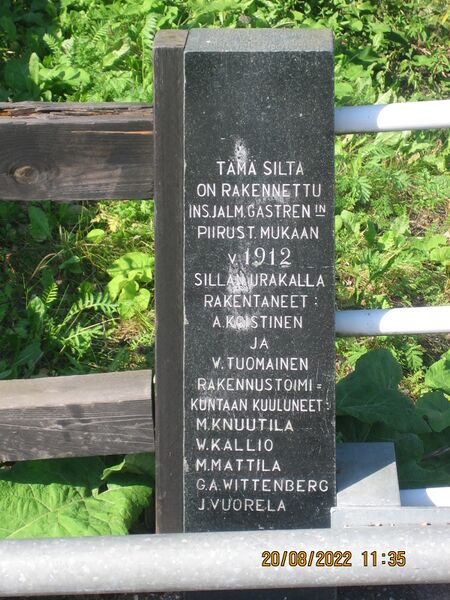 TÄMÄ SILTA
ON RAKENNETTU
INS.JALM.CASTREN IN
PIIRUST. MUKAAN
V. 1912
SILLAN URAKALLA
RAKENTANEET :
A.KOISTINEN
JA
V. TUOMAINEN
RAKENNUSTOIMI =
KUNTAAN KUULUNEET :
M.KNUUTILA
W.KALLIO
M.MATTILA
G.A.WITTENBERG
J.VUORELA
20/08/2022 11:35